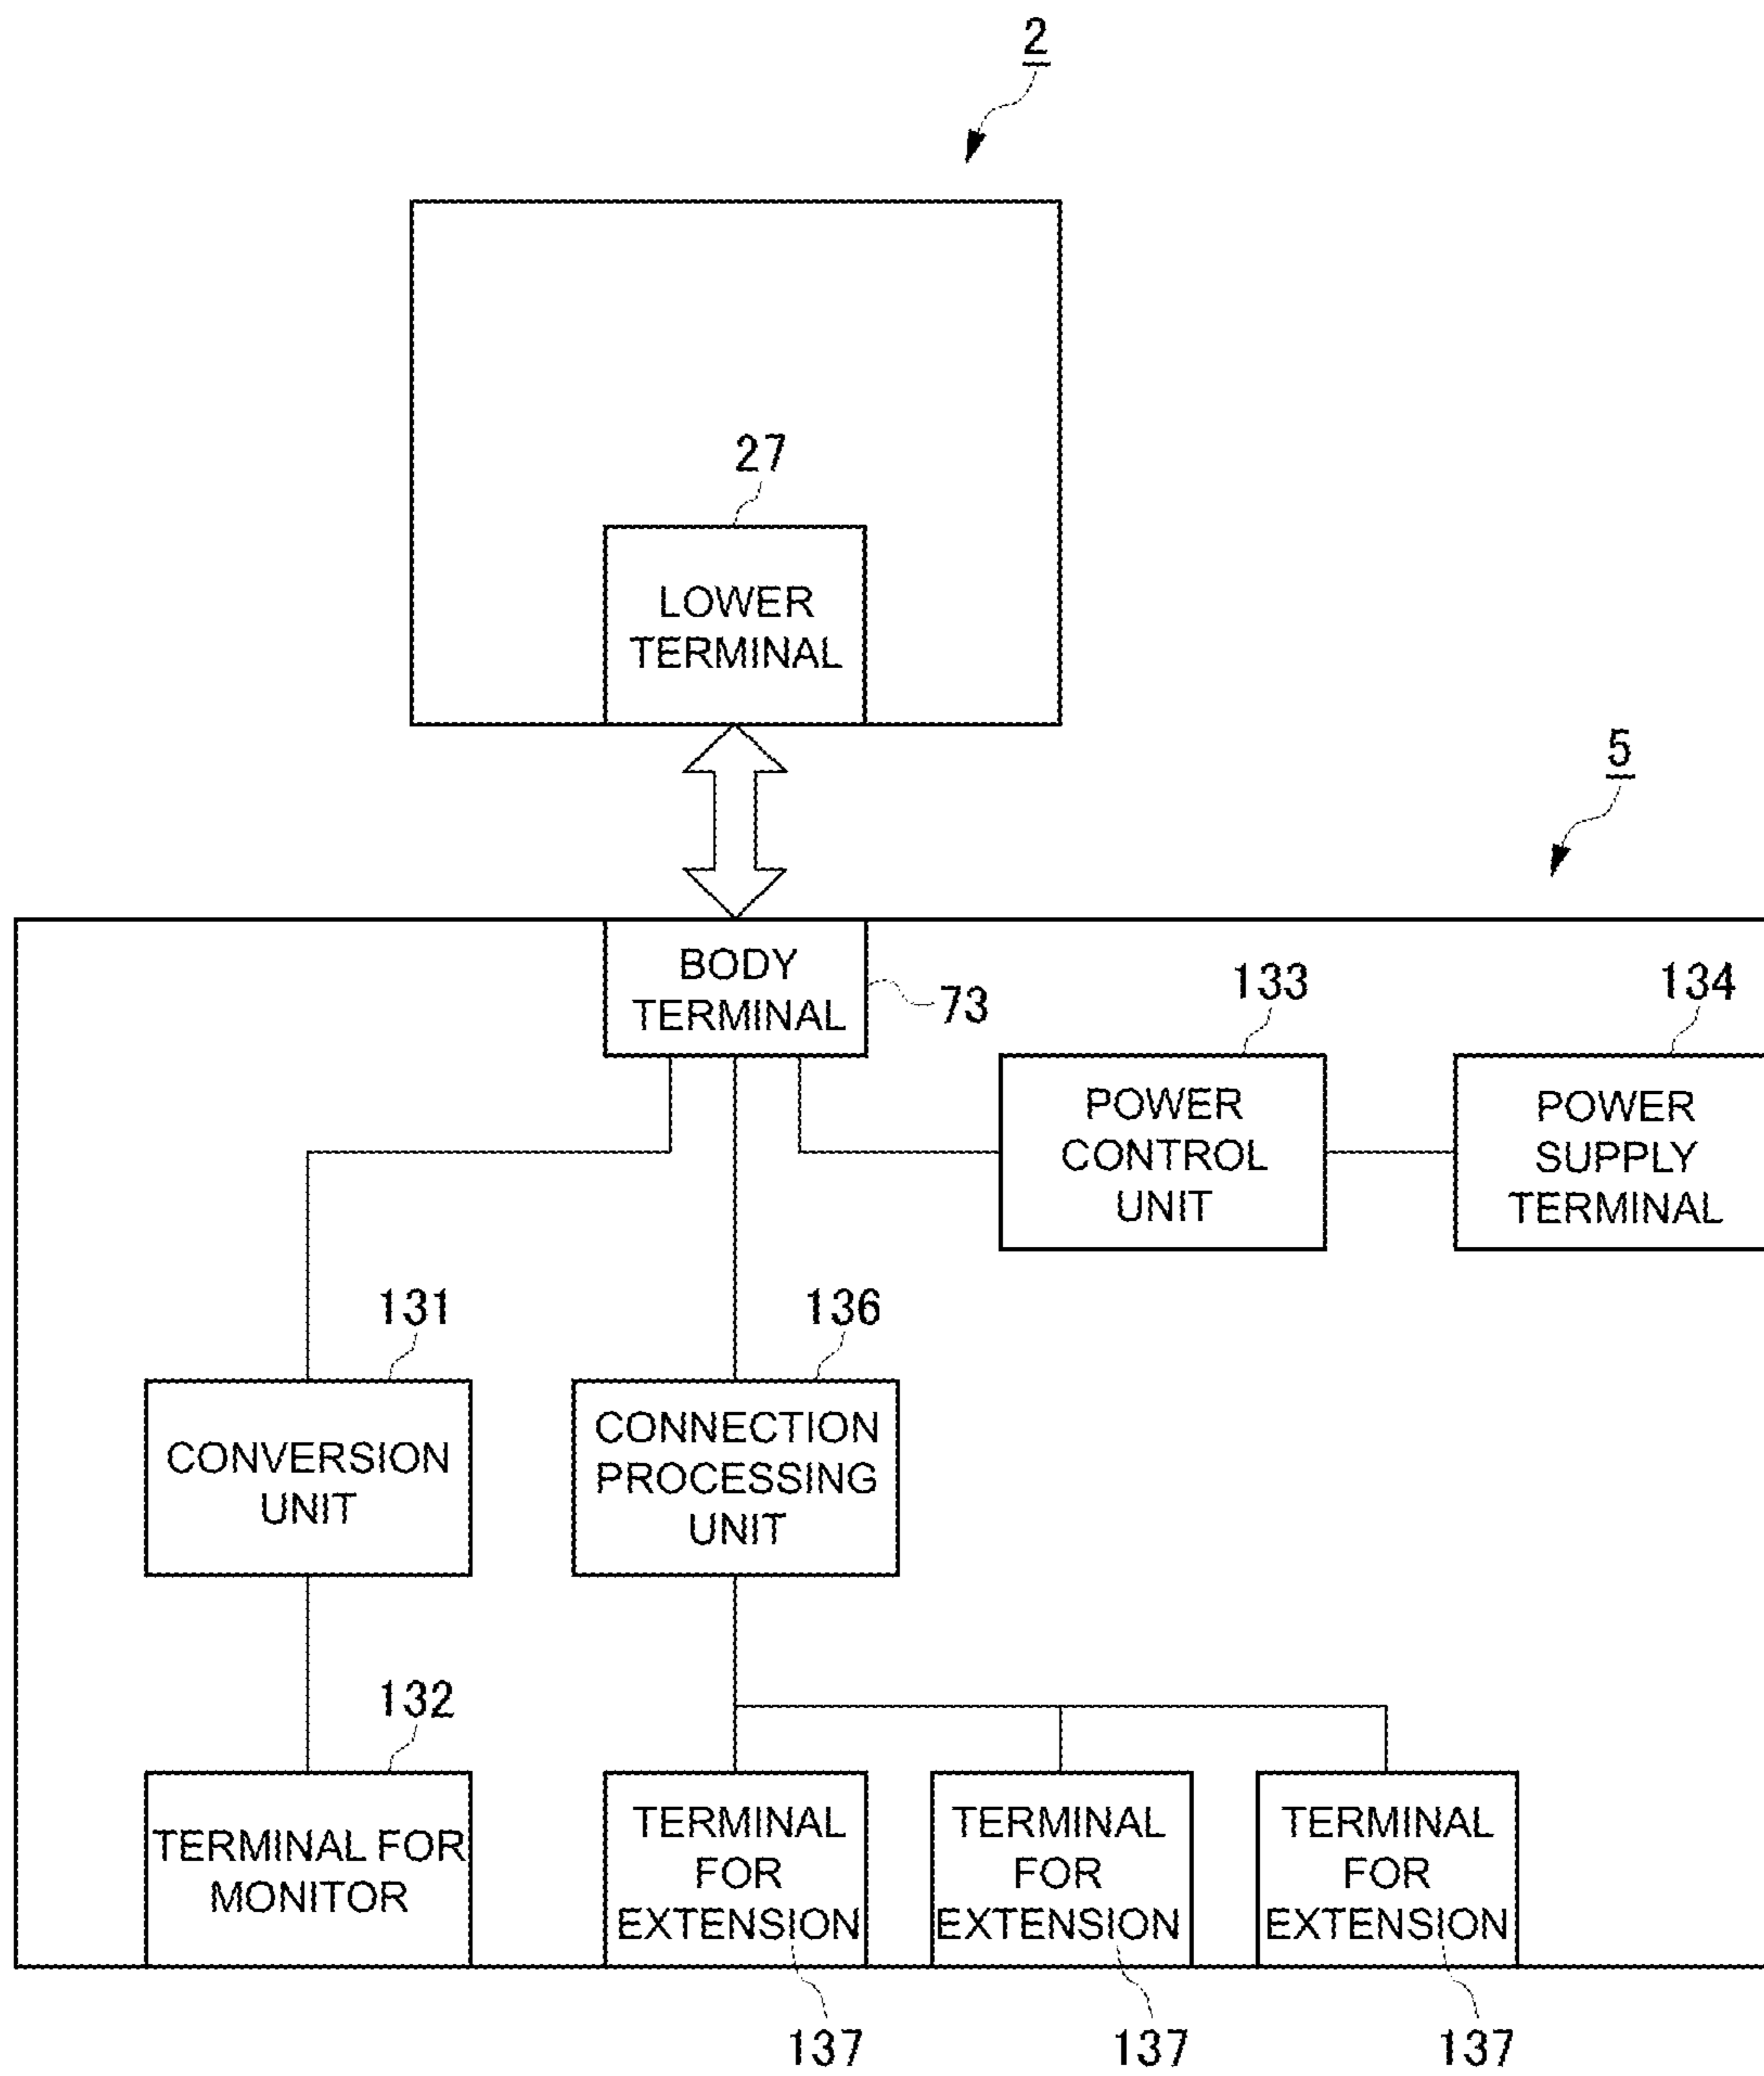 2
27
LOWER
TERMINAL
5
BODY
TERMINAL
73
133
134
POWER
CONTROL
UNIT
POWER
SUPPLY
TERMINAL
131
136
CONVERSION
UNIT
CONNECTION
PROCESSING
UNIT
132
TERMINAL FOR
MONITOR
TERMINAL
FOR
EXTENSION
TERMINAL
FOR
EXTENSION
TERMINAL
FOR
EXTENSION
137
137
137